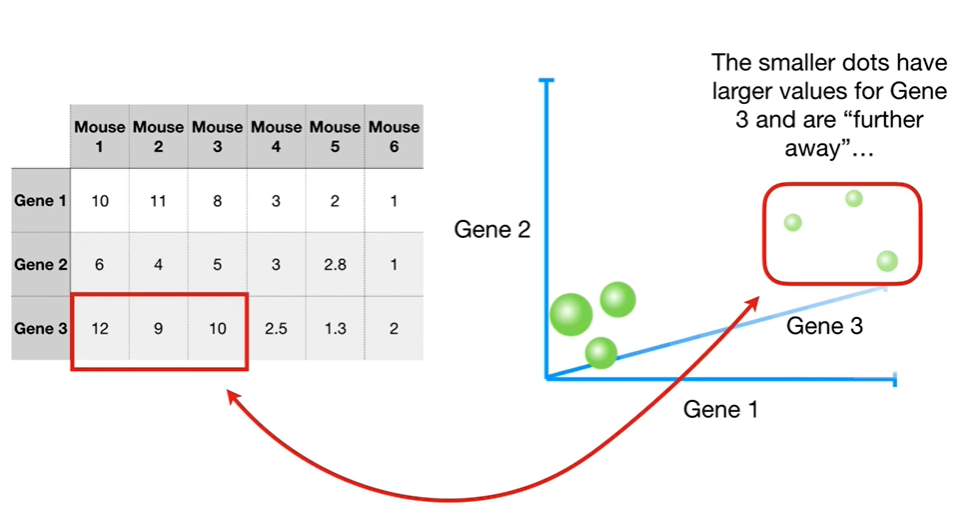 The smaller dots have
larger values for Gene
3 and are “further
away”…
Mouse 1 Mouse 2 Mouse 3 Mouse 4 Mouse 5 Mouse 6
Gene 1 10 11 8 3 2 1
Gene 2 6 4 5 3 2.8 1
Gene 3 12 9 10 2.5 1.3 2
Gene 2
Gene 3
Gene 1